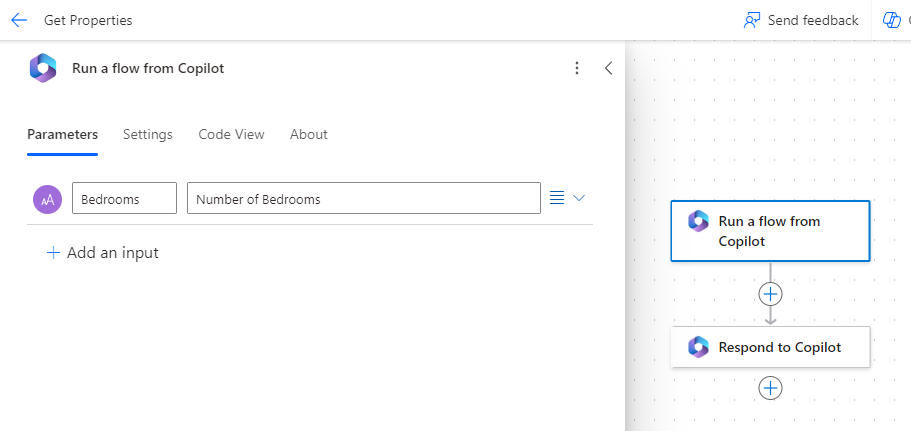 Get Properties
Send feedback
Run a flow from Copilot
Parameters Settings Code View About
AA Bedrooms Number of Bedrooms
Add an input
Run a flow from
Copilot
Respond to Copilot